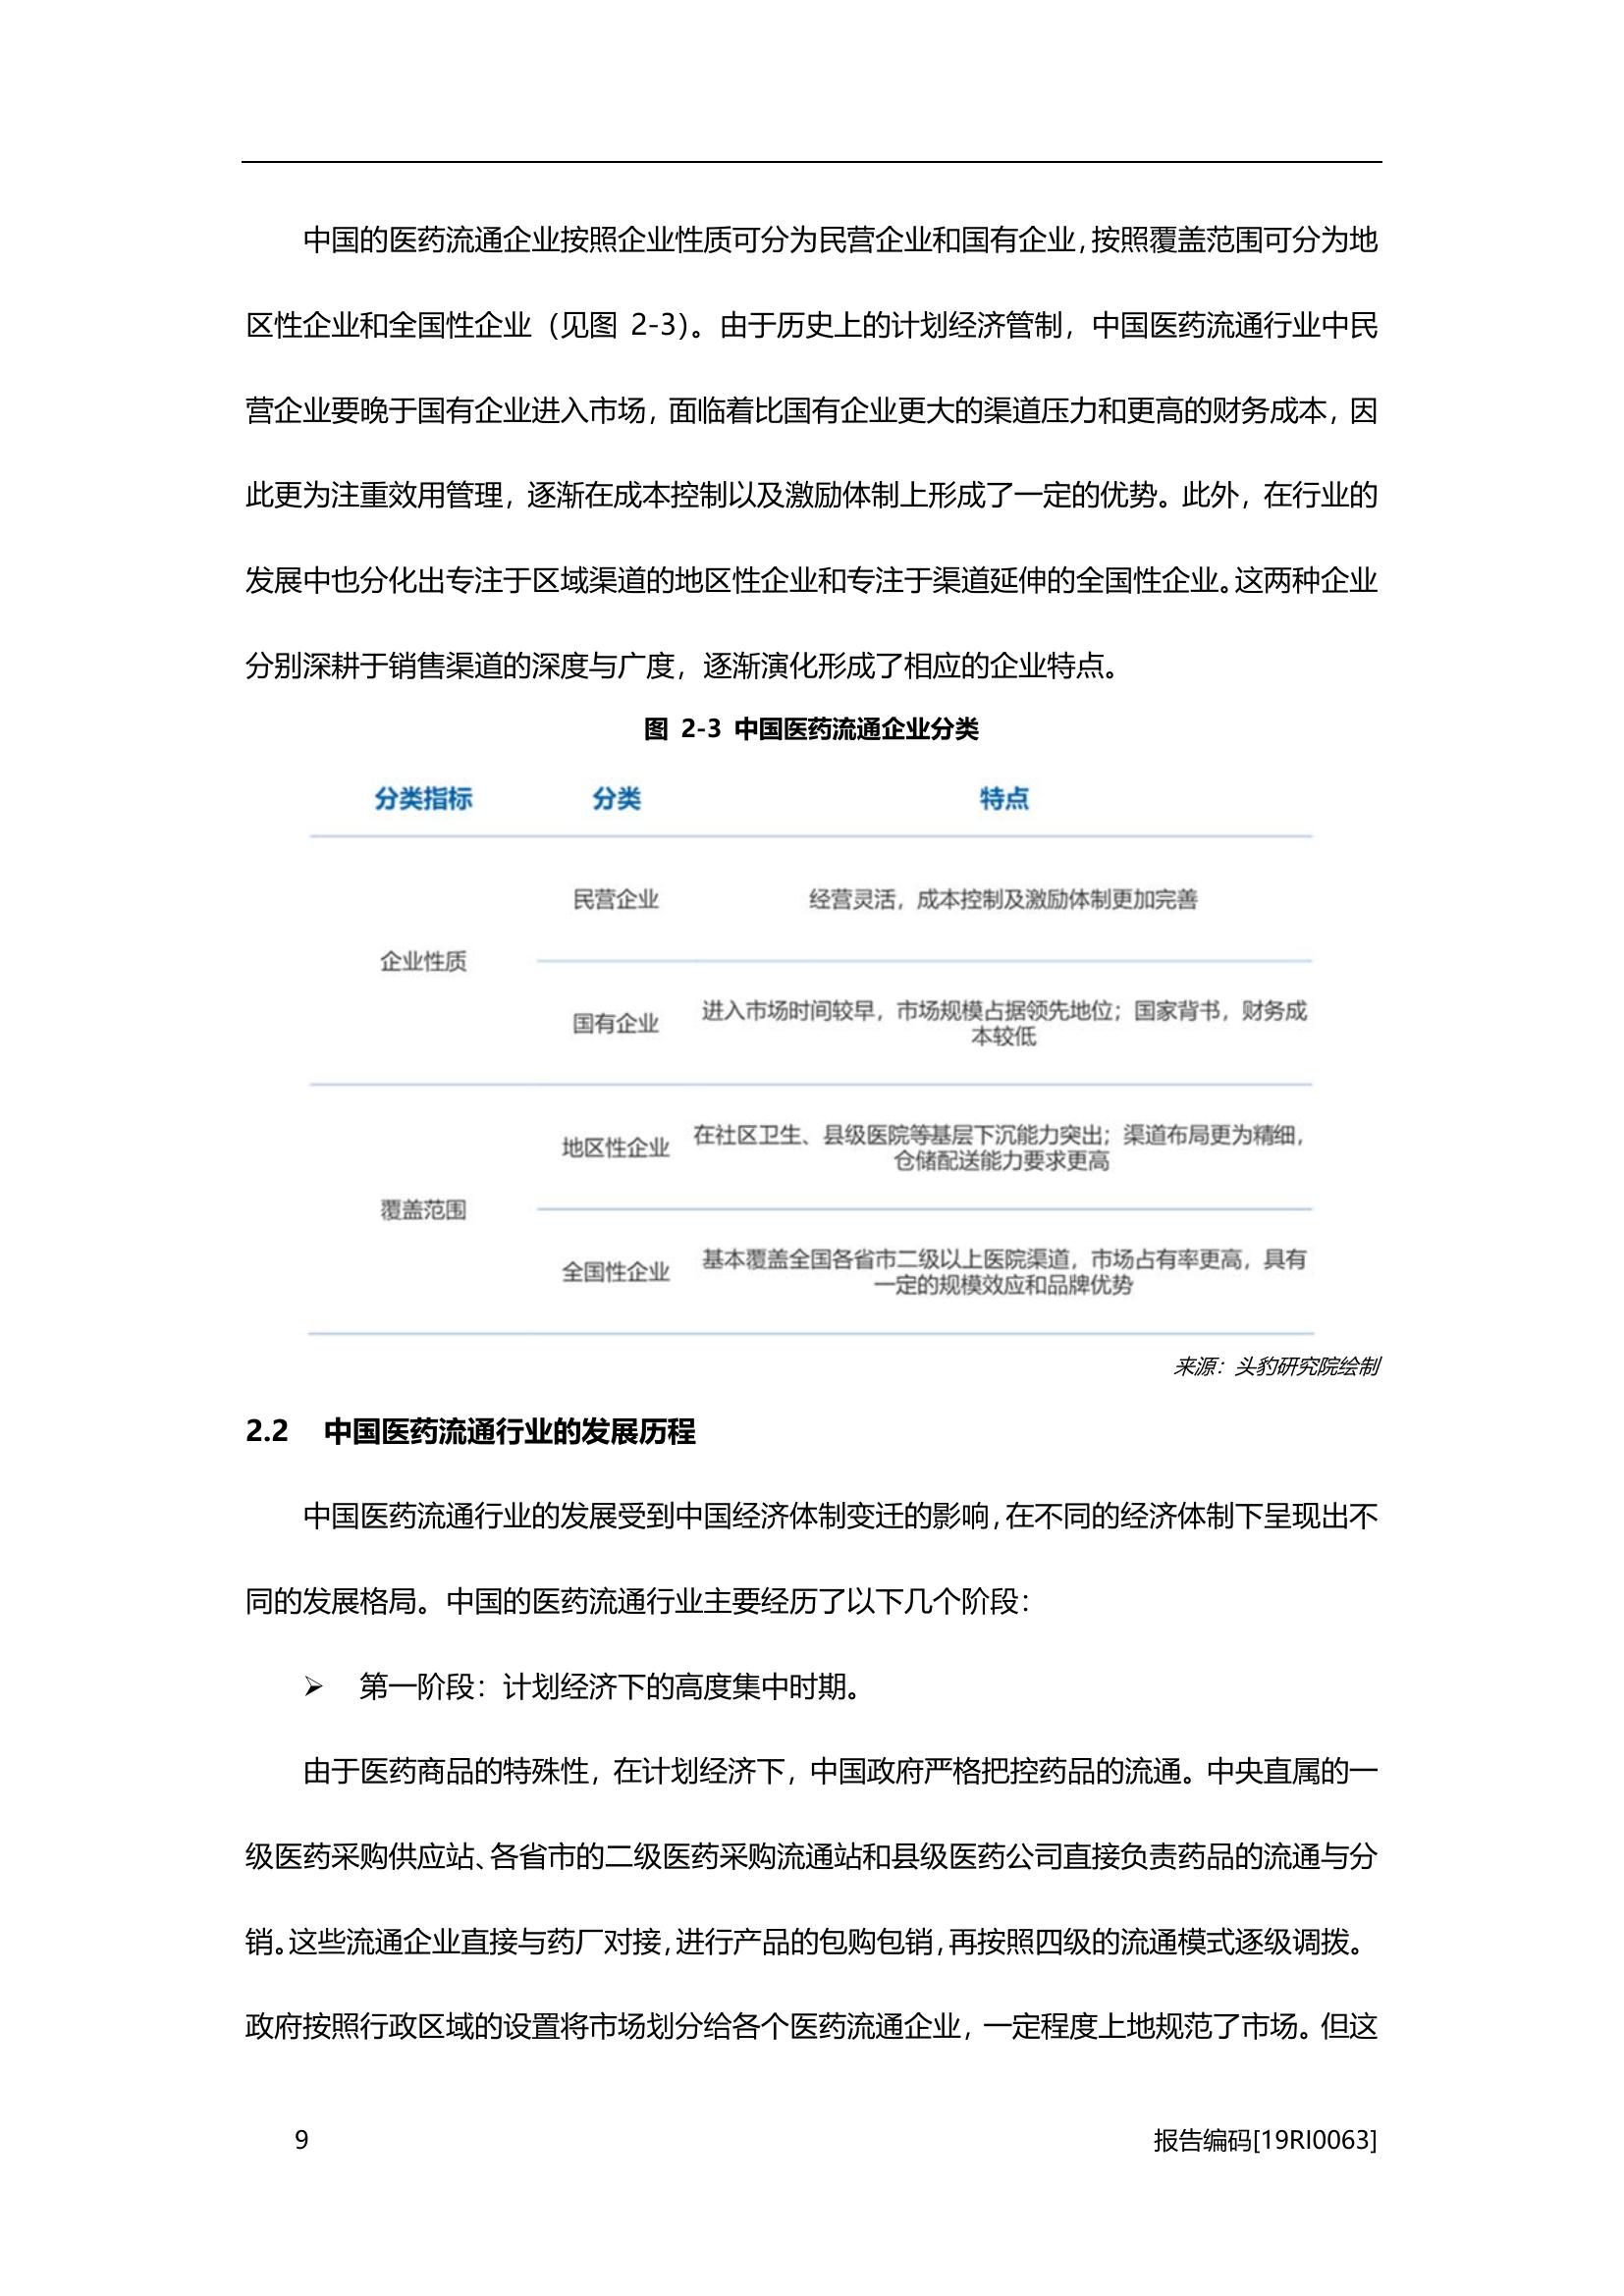 中国的医药流通企业按照企业性质可分为民营企业和国有企业，按照覆盖范围可分为地
区性企业和全国性企业（见图 2-3）。由于历史上的计划经济管制，中国医药流通行业中民
营企业要晚于国有企业进入市场，面临着比国有企业更大的渠道压力和更高的财务成本，因
此更为注重效用管理，逐渐在成本控制以及激励体制上形成了一定的优势。此外，在行业的
发展中也分化出专注于区域渠道的地区性企业和专注于渠道延伸的全国性企业。这两种企业
分别深耕于销售渠道的深度与广度，逐渐演化形成了相应的企业特点。
图 2-3 中国医药流通企业分类
分类指标 分类 特点
民营企业 经营灵活，成本控制及激励体制更加完善
企业性质
国有企业 进入市场时间较早，市场规模占据领先地位；国家背书，财务成
本较低
地区性企业 在社区卫生、县级医院等基层下沉能力突出；渠道布局更为精细，
仓储配送能力要求更高
覆盖范围
全国性企业 基本覆盖全国各省市二级以上医院渠道，市场占有率更高，具有
一定的规模效应和品牌优势
来源：头豹研究院绘制
2.2 中国医药流通行业的发展历程
中国医药流通行业的发展受到中国经济体制变迁的影响，在不同的经济体制下呈现出不
同的发展格局。中国的医药流通行业主要经历了以下几个阶段：
➢ 第一阶段：计划经济下的高度集中时期。
由于医药商品的特殊性，在计划经济下，中国政府严格把控药品的流通。中央直属的一
级医药采购供应站、各省市的二级医药采购流通站和县级医药公司直接负责药品的流通与分
销。这些流通企业直接与药厂对接，进行产品的包购包销，再按照四级的流通模式逐级调拨。
政府按照行政区域的设置将市场划分给各个医药流通企业，一定程度上地规范了市场。但这
9 报告编码[19RI0063]